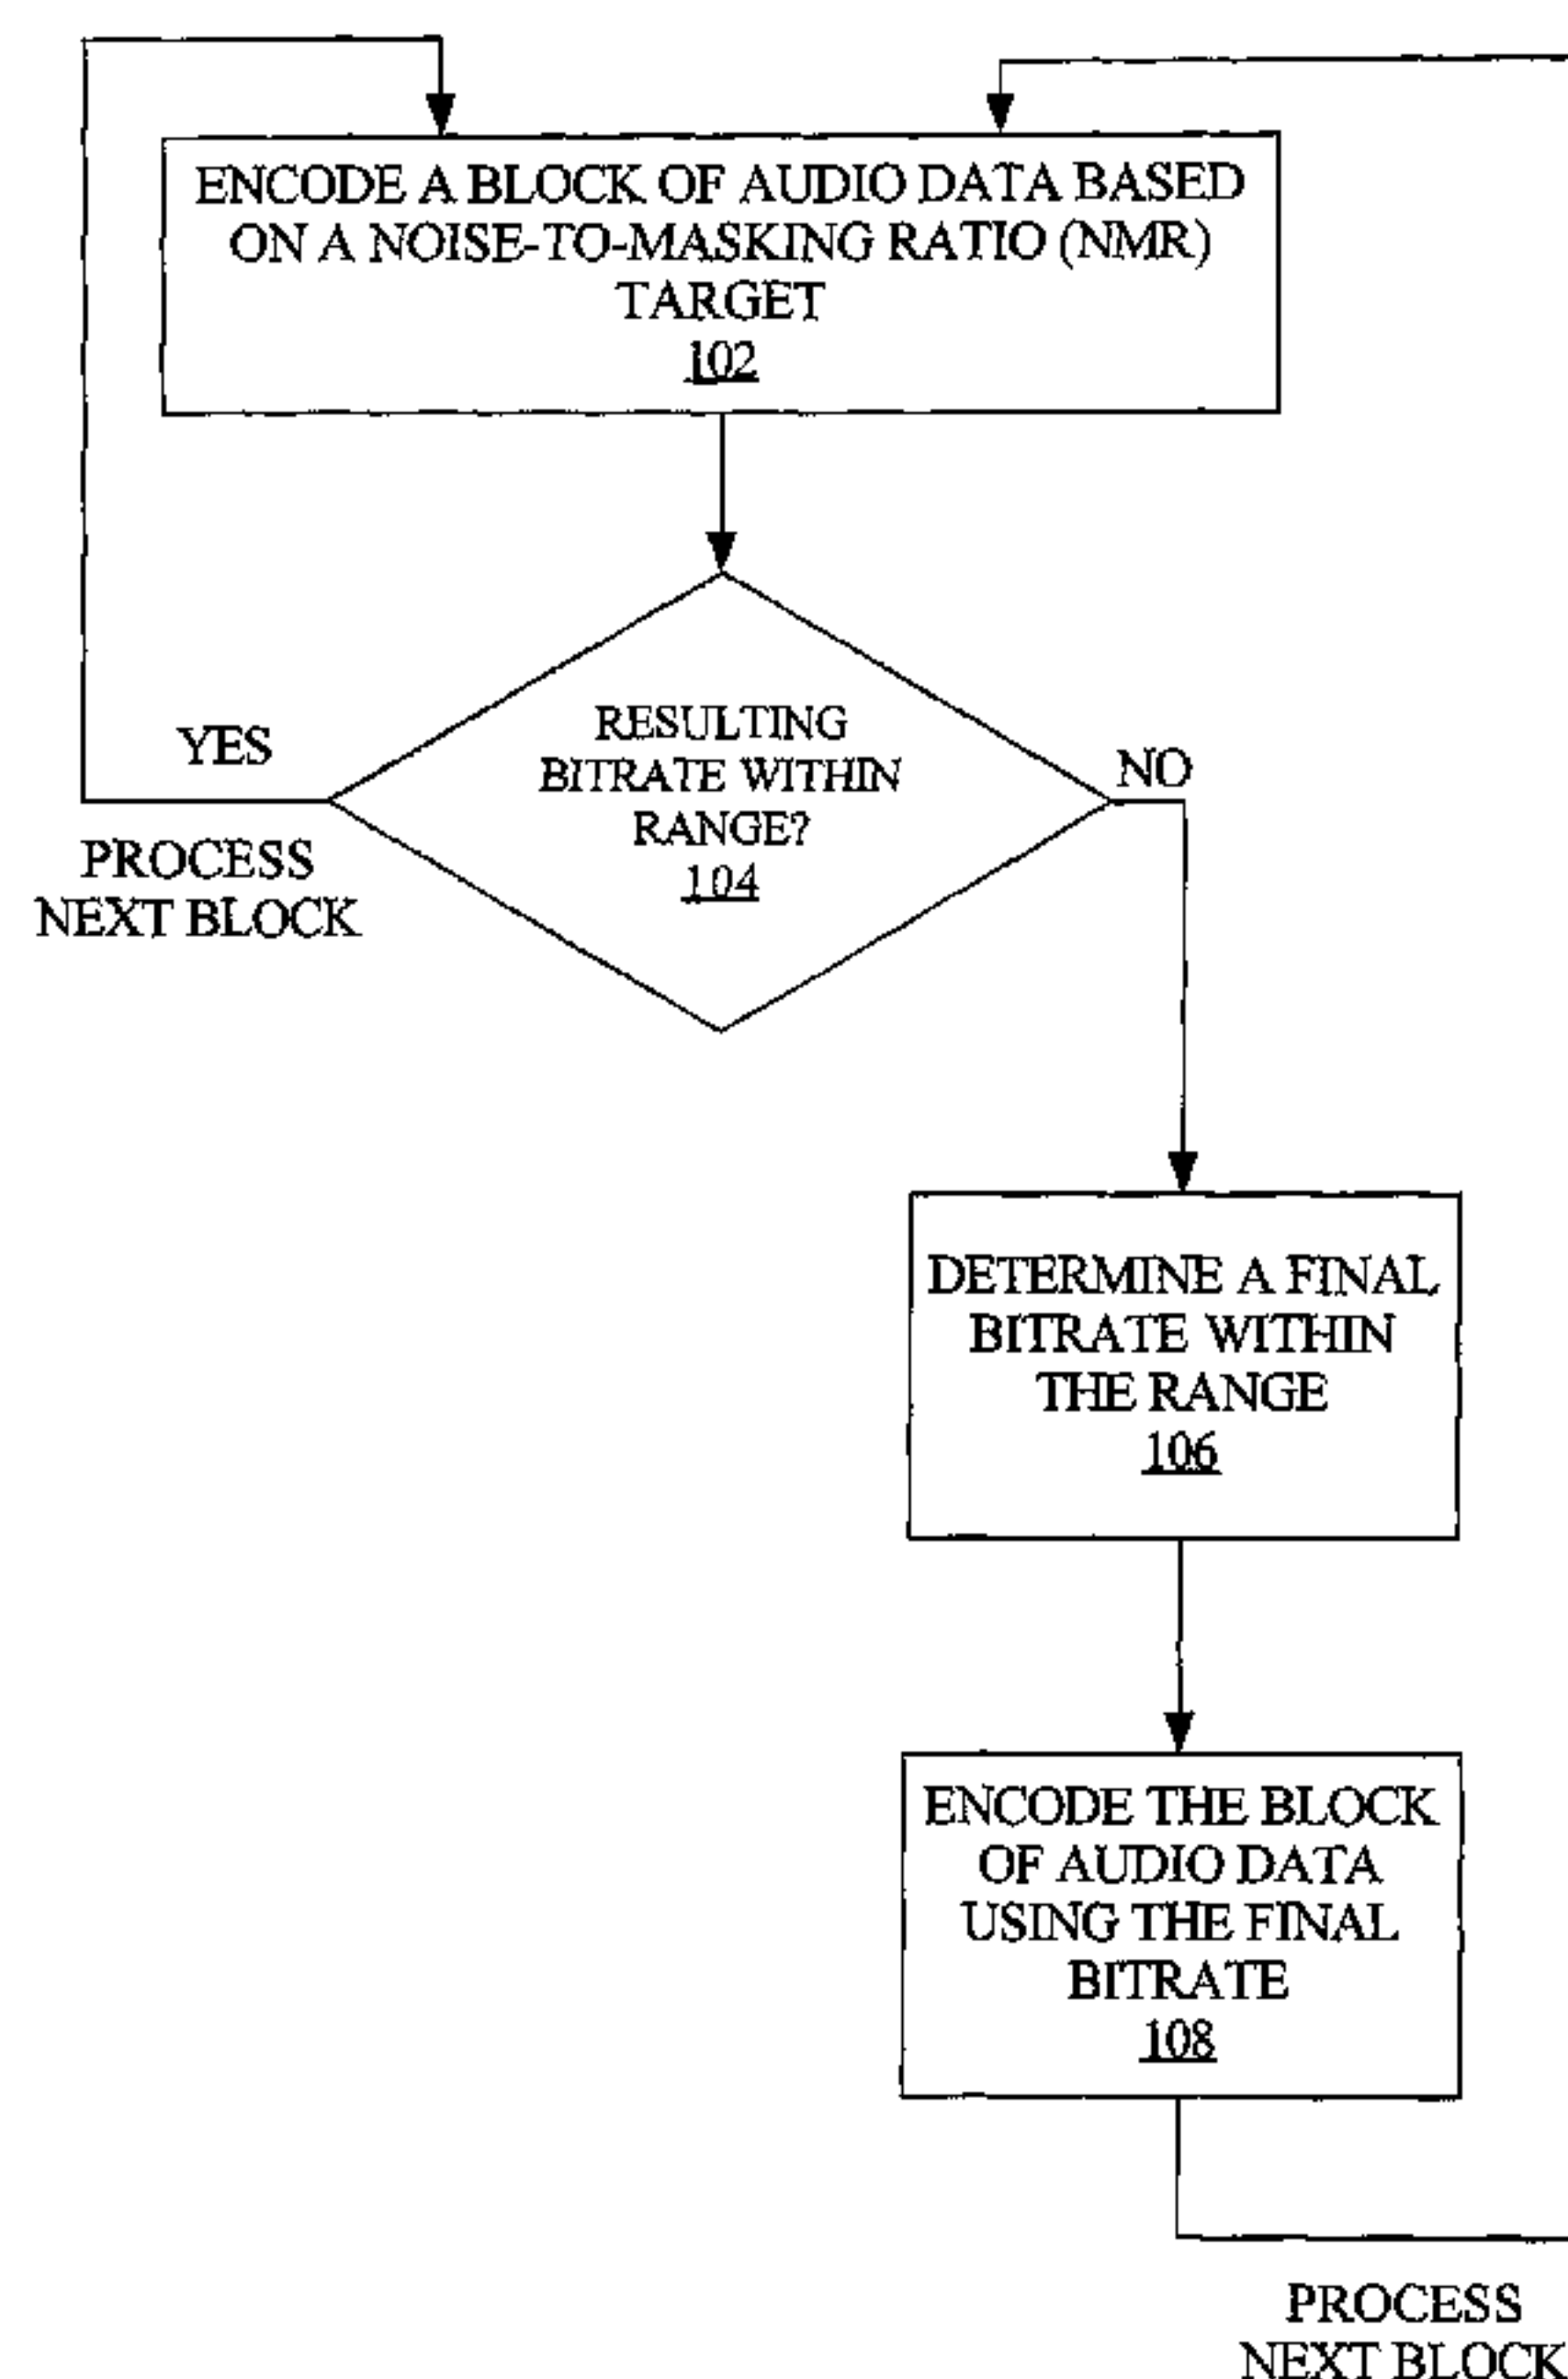 ENCODE A BLOCK OF AUDIO DATA BASED
ON A NOISE-TO-MASKING RATIO (NMR)
TARGET
102
RESULTING
BITRATE WITHIN
RANGE?
104
YES
NO
PROCESS
NEXT BLOCK
DETERMINE A FINAL
BITRATE WITHIN
THE RANGE
106
ENCODE THE BLOCK
OF AUDIO DATA
USING THE FINAL
BITRATE
108
PROCESS
NEXT BLOCK